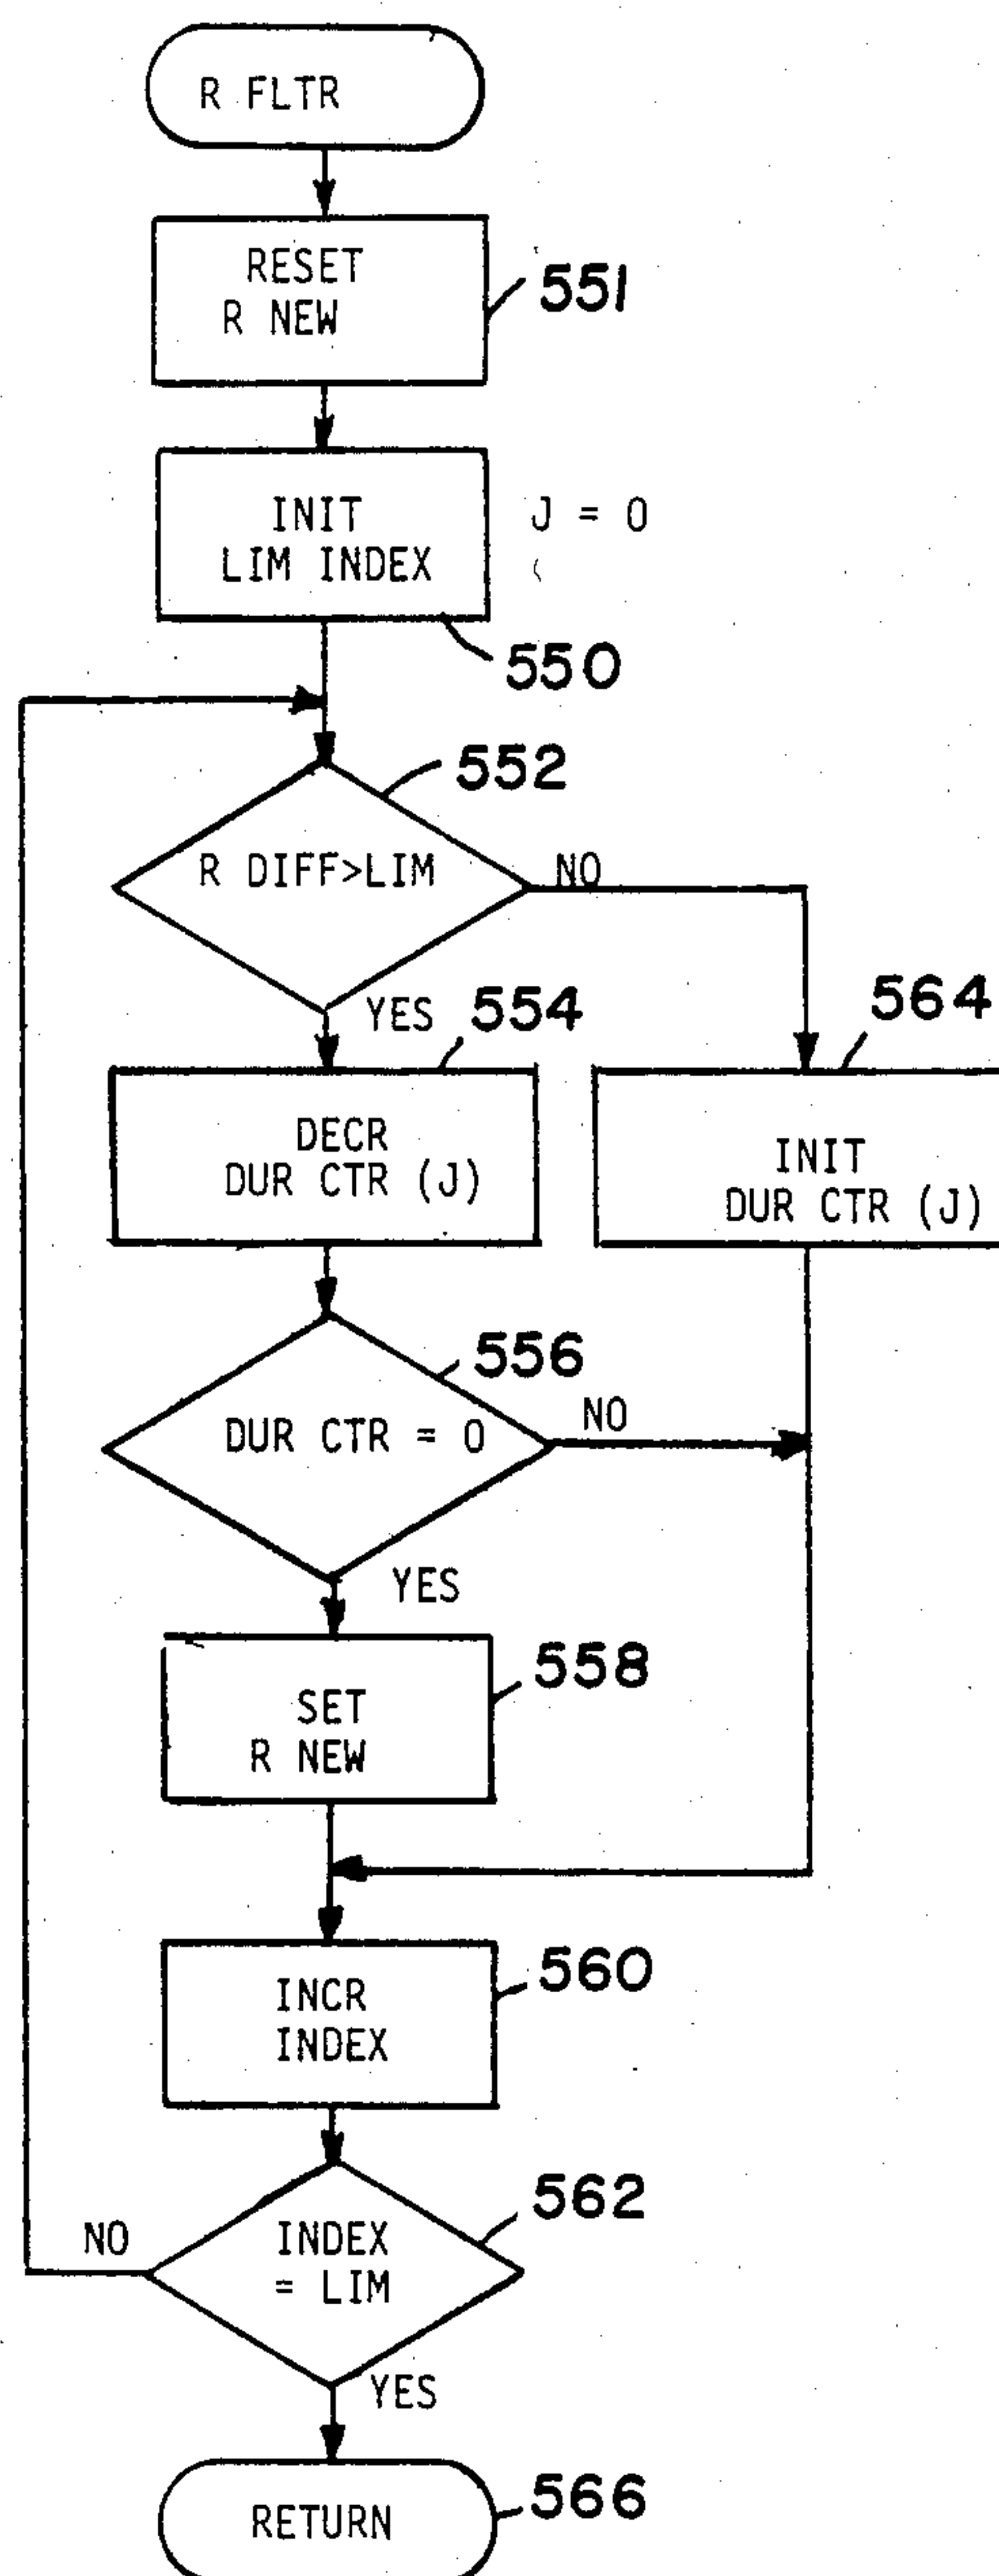 R FLTR
RESET
R NEW
551
INIT
LIM INDEX
J = 0
550
552
R DIFF>LIM
NO
YES
554
564
DECR
DUR CTR (J)
INIT
DUR CTR (J)
556
DUR CTR = 0
NO
YES
558
SET
R NEW
560
INCR
INDEX
562
INDEX
= LIM
NO
YES
RETURN
566